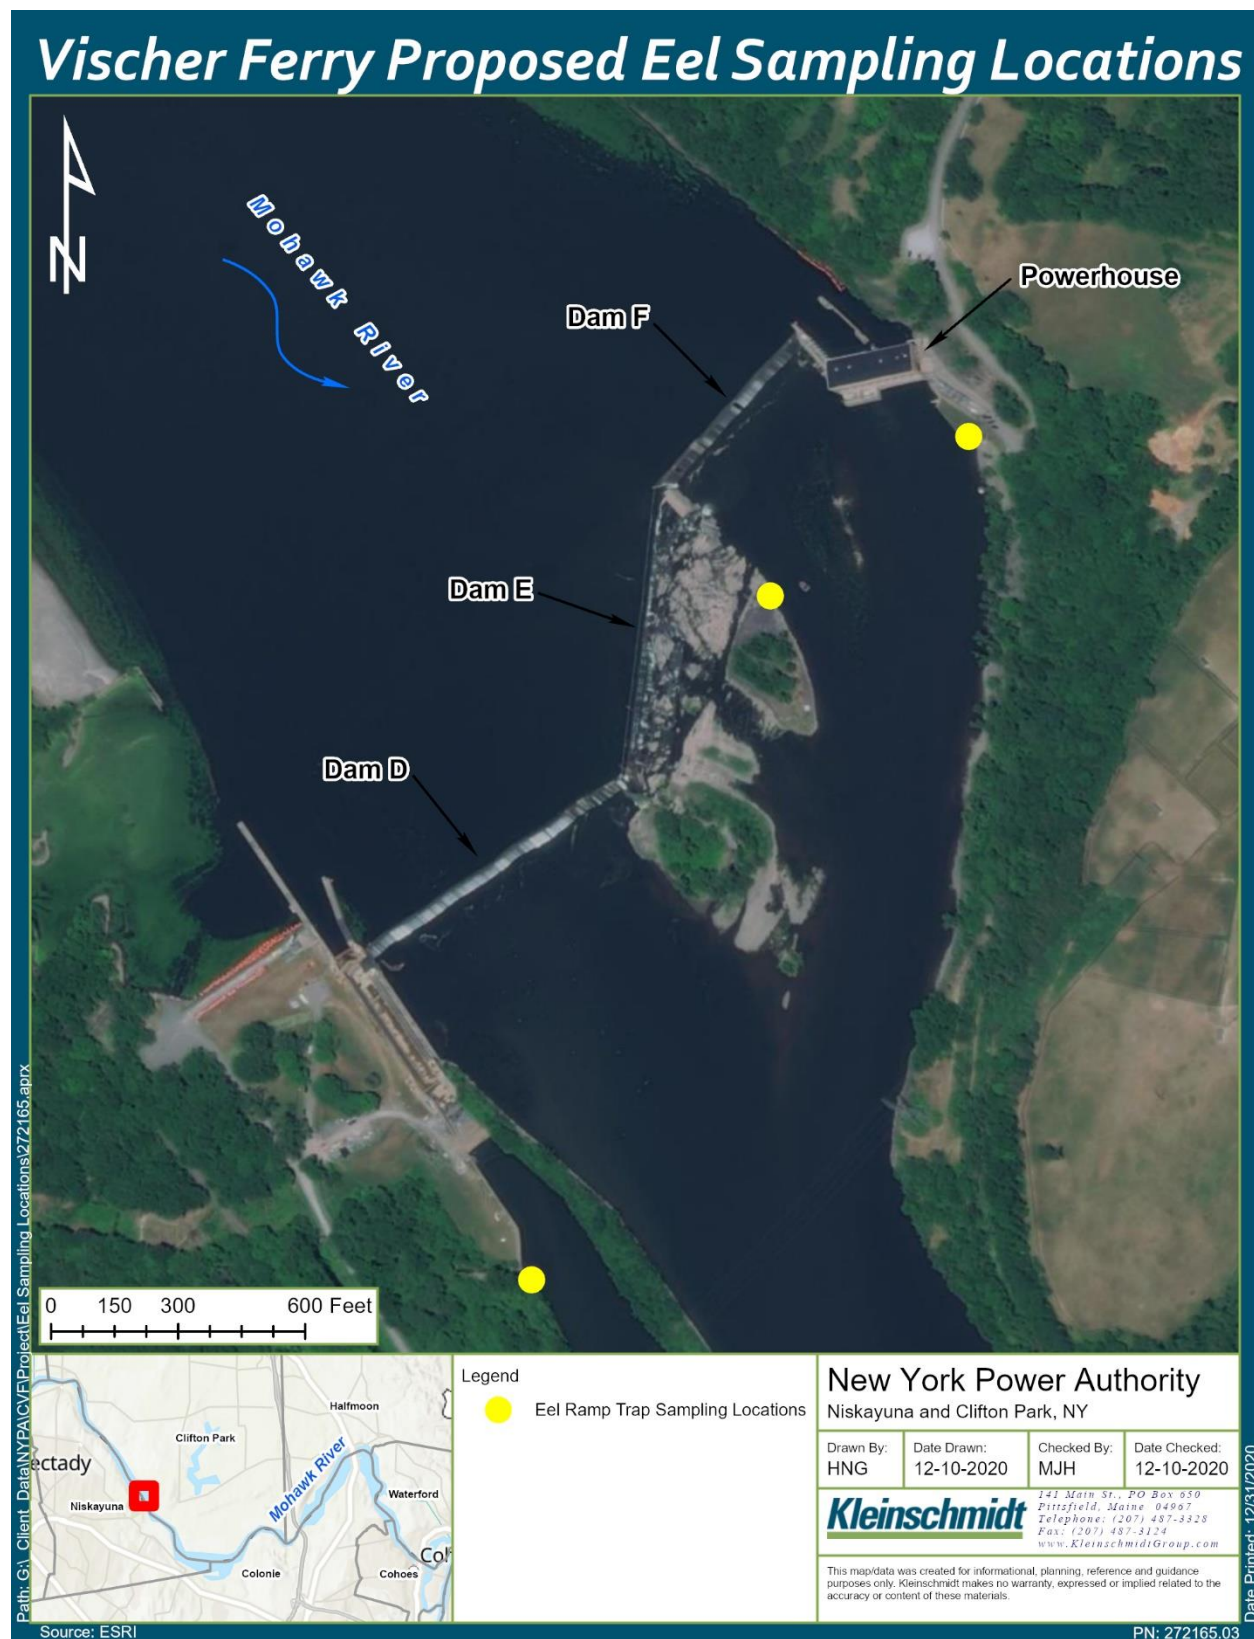 Vischer Ferry Proposed Eel Sampling Locations
N
Mohawk River
Powerhouse
Dam F
Dam E
Dam D
0 150 300 600 Feet
Path: G:\_Client_Data\NYPA\CVF\Project\Eel Sampling Locations\272165.aprx
Halfmoon
Clifton Park
ectady
Mohawk River
Waterford
Niskayuna
Colonie
Cohoes
Legend
Eel Ramp Trap Sampling Locations
New York Power Authority
Niskayuna and Clifton Park, NY
Drawn By:
HNG
Date Drawn:
12-10-2020
Checked By:
MJH
Date Checked:
12-10-2020
Kleinschmidt
141 Main St., PO Box 650
Pittsfield, Maine 04967
Telephone: (207) 487-3328
Fax: (207) 487-3124
www.KleinschmidtGroup.com
This map/data was created for informational, planning, reference and guidance
purposes only. Kleinschmidt makes no warranty, expressed or implied related to the
accuracy or content of these materials.
Date Printed: 12/31/2020
Source: ESRI
PN: 272165.03